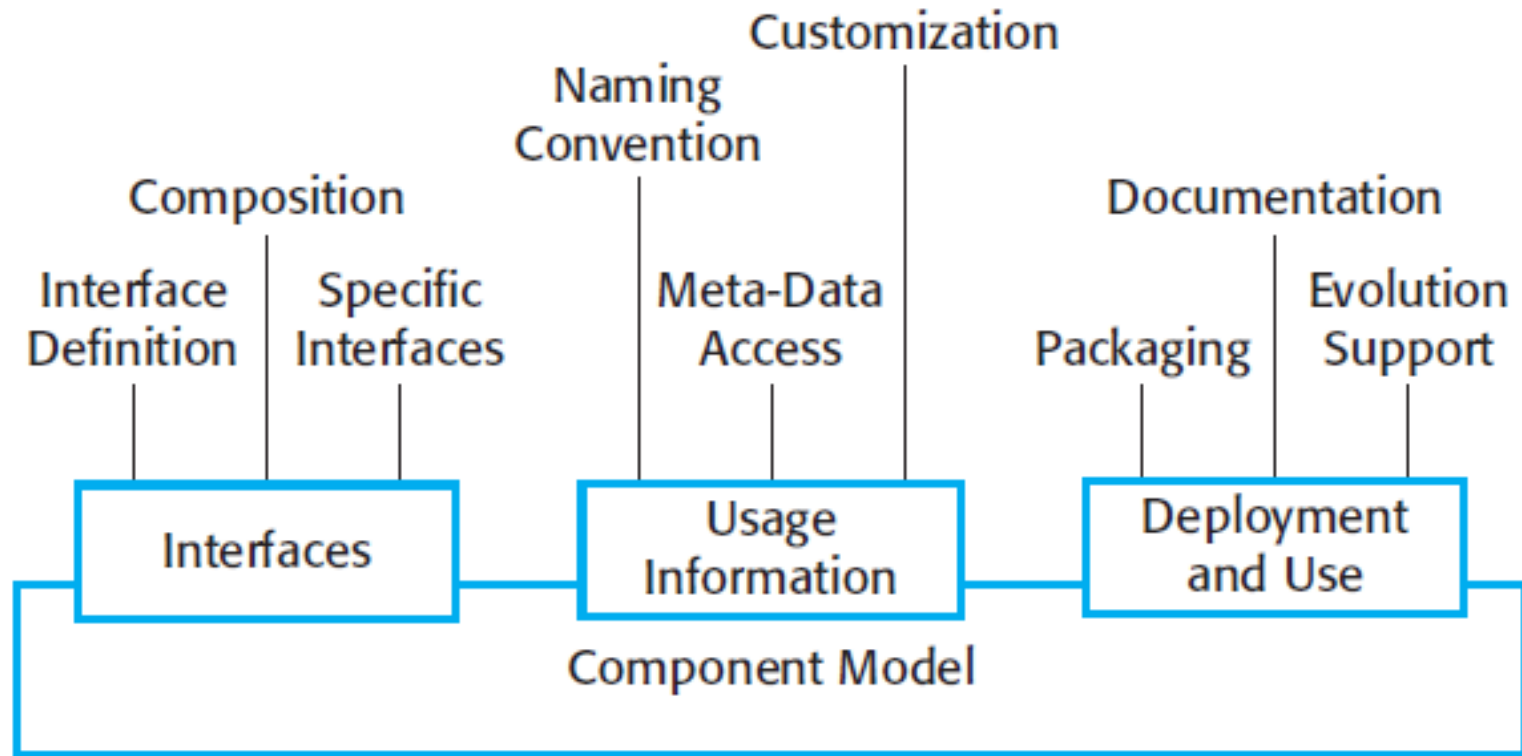 Customization
Naming
Convention
Composition
Documentation
Interface
Definition
Specific
Interfaces
Meta-Data
Access
Packaging
Evolution
Support
Interfaces
Usage
Information
Deployment
and Use
Component Model